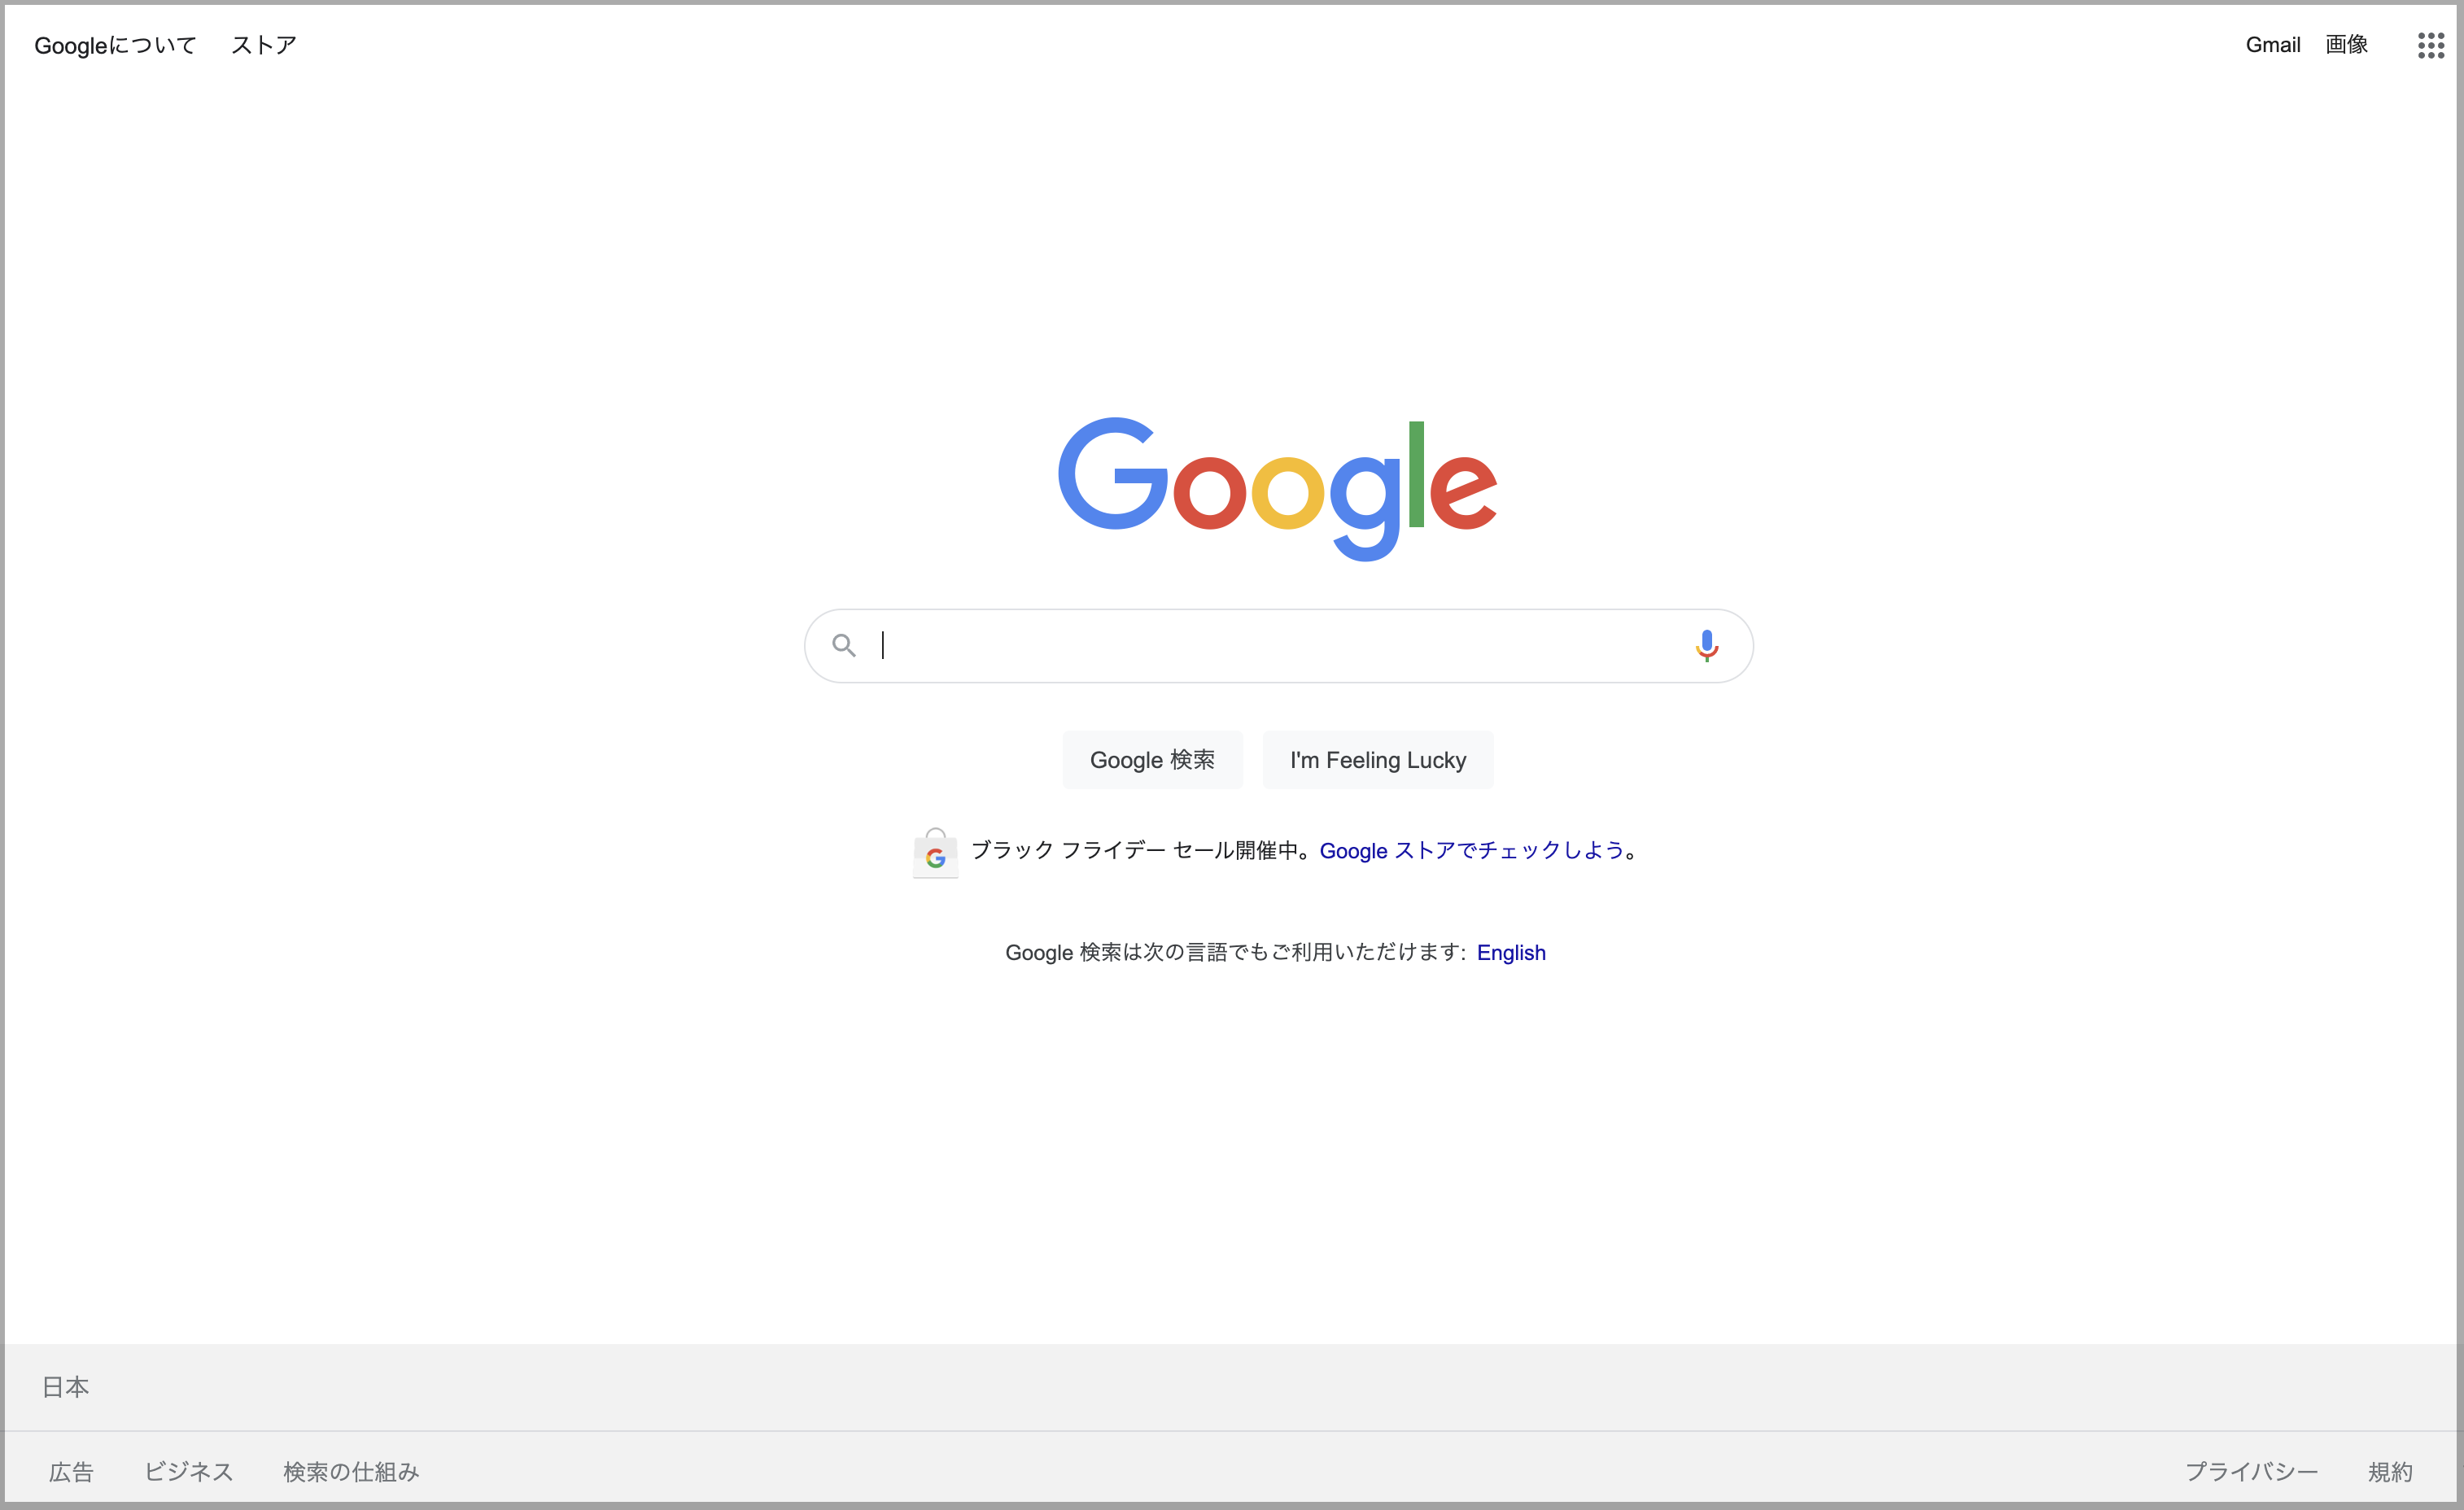 Googleについて ストア Gmail 画像
Google
Google 検索 I'm Feeling Lucky
ブラック フライデー セール開催中。Google ストアでチェックしよう。
Google 検索は次の言語でもご利用いただけます: English
日本
広告 ビジネス 検索の仕組み プライバシー 規約